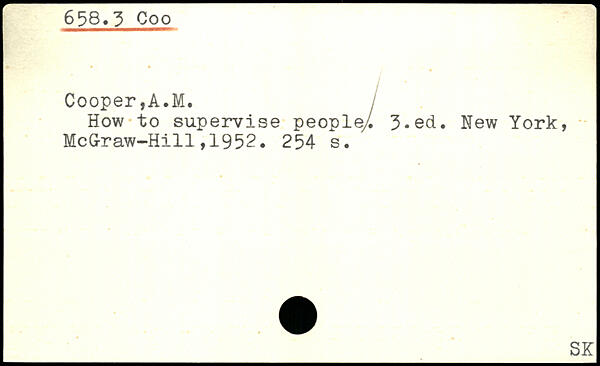 658.3 Coo
Cooper,A.M.
How to supervise people. 3.ed. New York,
McGraw-Hill,1952. 254 s.
SK